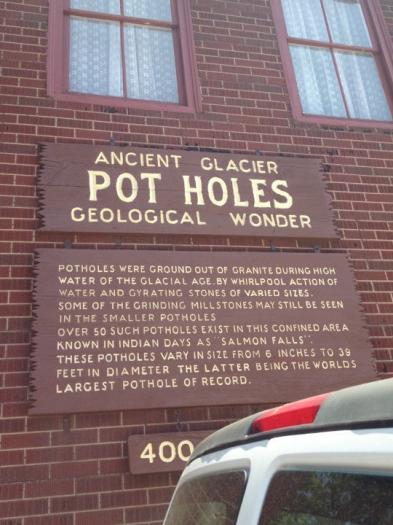 ANCIENT GLACIER
POT HOLES
GEOLOGICAL WONDER
POTHOLES WERE GROUND OUT OF GRANITE DURING HIGH
WATER OF THE GLACIAL AGE. BY WHIRLPOOL ACTION OF
WATER AND GYRATING STONES OF VARIED SIZES.
SOME OF THE GRINDING MILLSTONES MAY STILL BE SEEN
IN THE SMALLER POTHOLES
OVER 50 SUCH POTHOLES EXIST IN THIS CONFINED AREA
KNOWN IN INDIAN DAYS AS "SALMON FALLS".
THESE POTHOLES VARY IN SIZE FROM 6 INCHES TO 39
FEET IN DIAMETER THE LATTER BEING THE WORLDS
LARGEST POTHOLE OF RECORD.
400